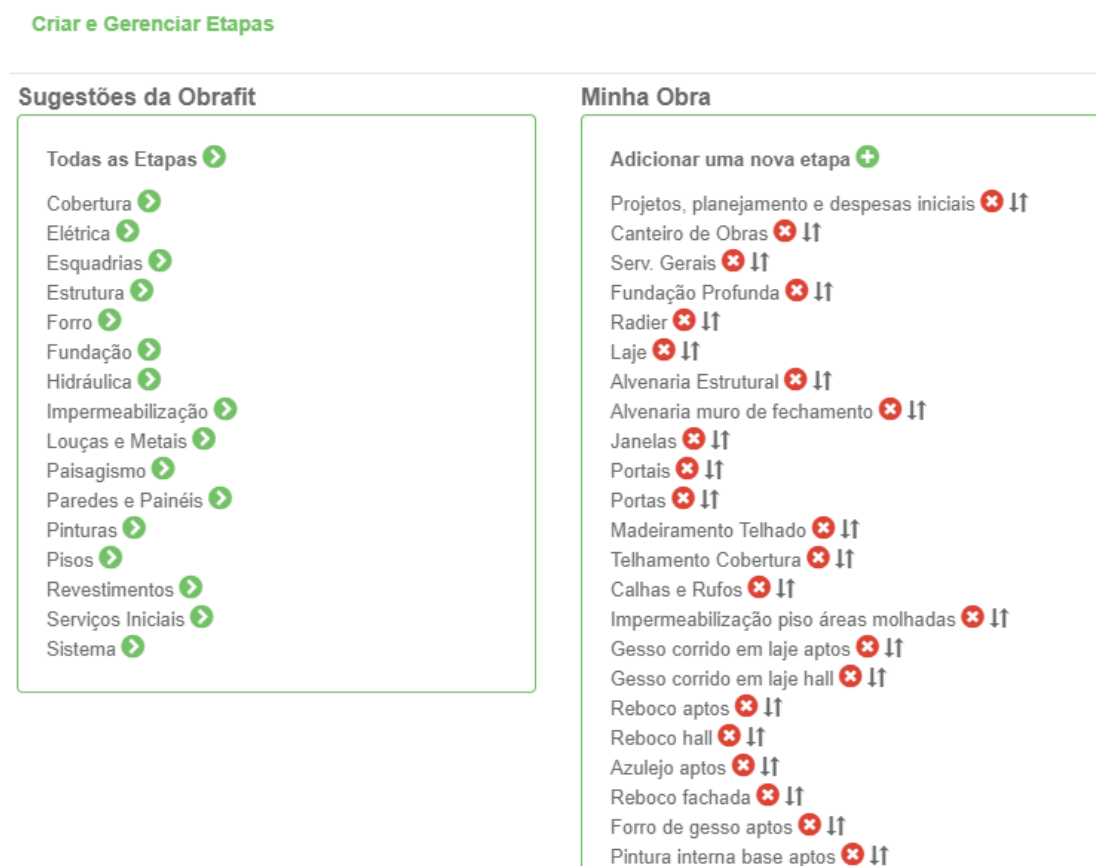 Criar e Gerenciar Etapas
Sugestões da Obrafit
Todas as Etapas
Cobertura
Elétrica
Esquadrias
Estrutura
Forro
Fundação
Hidráulica
Impermeabilização
Louças e Metais
Paisagismo
Paredes e Painéis
Pinturas
Pisos
Revestimentos
Serviços Iniciais
Sistema
Minha Obra
Adicionar uma nova etapa
Projetos, planejamento e despesas iniciais
Canteiro de Obras
Serv. Gerais
Fundação Profunda
Radier
Laje
Alvenaria Estrutural
Alvenaria muro de fechamento
Janelas
Portais
Portas
Madeiramento Telhado
Telhamento Cobertura
Calhas e Rufos
Impermeabilização piso áreas molhadas
Gesso corrido em laje aptos
Gesso corrido em laje hall
Reboco aptos
Reboco hall
Azulejo aptos
Reboco fachada
Forro de gesso aptos
Pintura interna base aptos